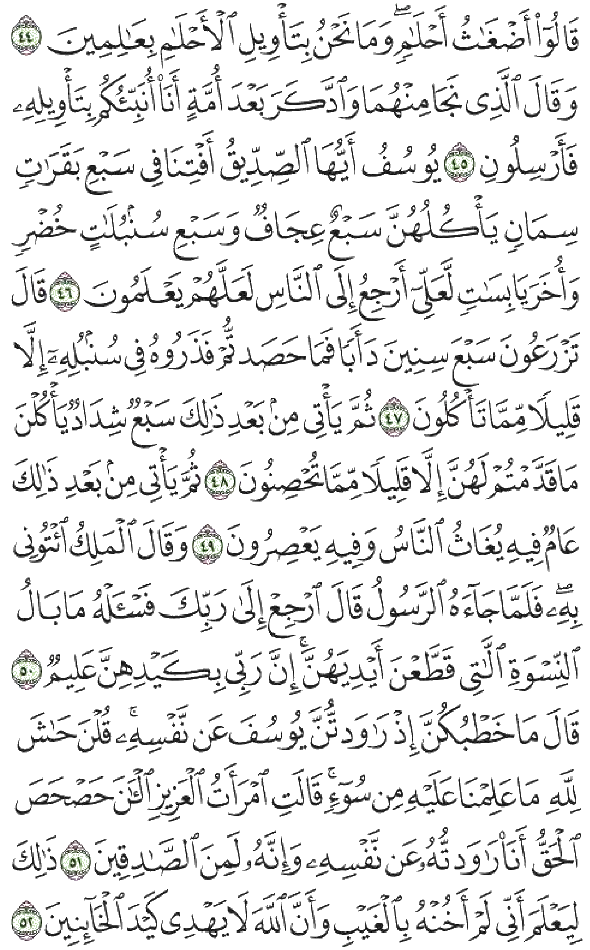 قَالُوٓا۟ أَضْغَـٰثُ أَحْلَـٰمٍ ۖ وَمَا نَحْنُ بِتَأْوِيلِ ٱلْأَحْلَـٰمِ بِعَـٰلِمِينَ ٤٤
وَقَالَ ٱلَّذِى نَجَا مِنْهُمَا وَٱدَّكَرَ بَعْدَ أُمَّةٍ أَنَا۠ أُنَبِّئُكُم بِتَأْوِيلِهِۦ
فَأَرْسِلُونِ ٤٥ يُوسُفُ أَيُّهَا ٱلصِّدِّيقُ أَفْتِنَا فِى سَبْعِ بَقَرَٰتٍ
سِمَانٍ يَأْكُلُهُنَّ سَبْعٌ عِجَافٌ وَسَبْعِ سُنۢبُلَـٰتٍ خُضْرٍ
وَأُخَرَ يَابِسَـٰتٍ لَّعَلِّىٓ أَرْجِعُ إِلَى ٱلنَّاسِ لَعَلَّهُمْ يَعْلَمُونَ ٤٦ قَالَ
تَزْرَعُونَ سَبْعَ سِنِينَ دَأَبًا فَمَا حَصَدتُّمْ فَذَرُوهُ فِى سُنۢبُلِهِۦٓ إِلَّا
قَلِيلًا مِّمَّا تَأْكُلُونَ ٤٧ ثُمَّ يَأْتِى مِنۢ بَعْدِ ذَٰلِكَ سَبْعٌ شِدَادٌ يَأْكُلْنَ
مَا قَدَّمْتُمْ لَهُنَّ إِلَّا قَلِيلًا مِّمَّا تُحْصِنُونَ ٤٨ ثُمَّ يَأْتِى مِنۢ بَعْدِ ذَٰلِكَ
عَامٌ فِيهِ يُغَاثُ ٱلنَّاسُ وَفِيهِ يَعْصِرُونَ ٤٩ وَقَالَ ٱلْمَلِكُ ٱئْتُونِى
بِهِۦ ۖ فَلَمَّا جَآءَهُ ٱلرَّسُولُ قَالَ ٱرْجِعْ إِلَىٰ رَبِّكَ فَسْـَٔلْهُ مَا بَالُ
ٱلنِّسْوَةِ ٱلَّـٰتِى قَطَّعْنَ أَيْدِيَهُنَّ ۚ إِنَّ رَبِّى بِكَيْدِهِنَّ عَلِيمٌ ٥٠
قَالَ مَا خَطْبُكُنَّ إِذْ رَٰوَدتُّنَّ يُوسُفَ عَن نَّفْسِهِۦ ۚ قُلْنَ حَـٰشَ
لِلَّهِ مَا عَلِمْنَا عَلَيْهِ مِن سُوٓءٍ ۚ قَالَتِ ٱمْرَأَتُ ٱلْعَزِيزِ ٱلْـَٔـٰنَ حَصْحَصَ
ٱلْحَقُّ أَنَا۠ رَٰوَدتُّهُۥ عَن نَّفْسِهِۦ وَإِنَّهُۥ لَمِنَ ٱلصَّـٰدِقِينَ ٥١ ذَٰلِكَ
لِيَعْلَمَ أَنِّى لَمْ أَخُنْهُ بِٱلْغَيْبِ وَأَنَّ ٱللَّهَ لَا يَهْدِى كَيْدَ ٱلْخَآئِنِينَ ٥٢